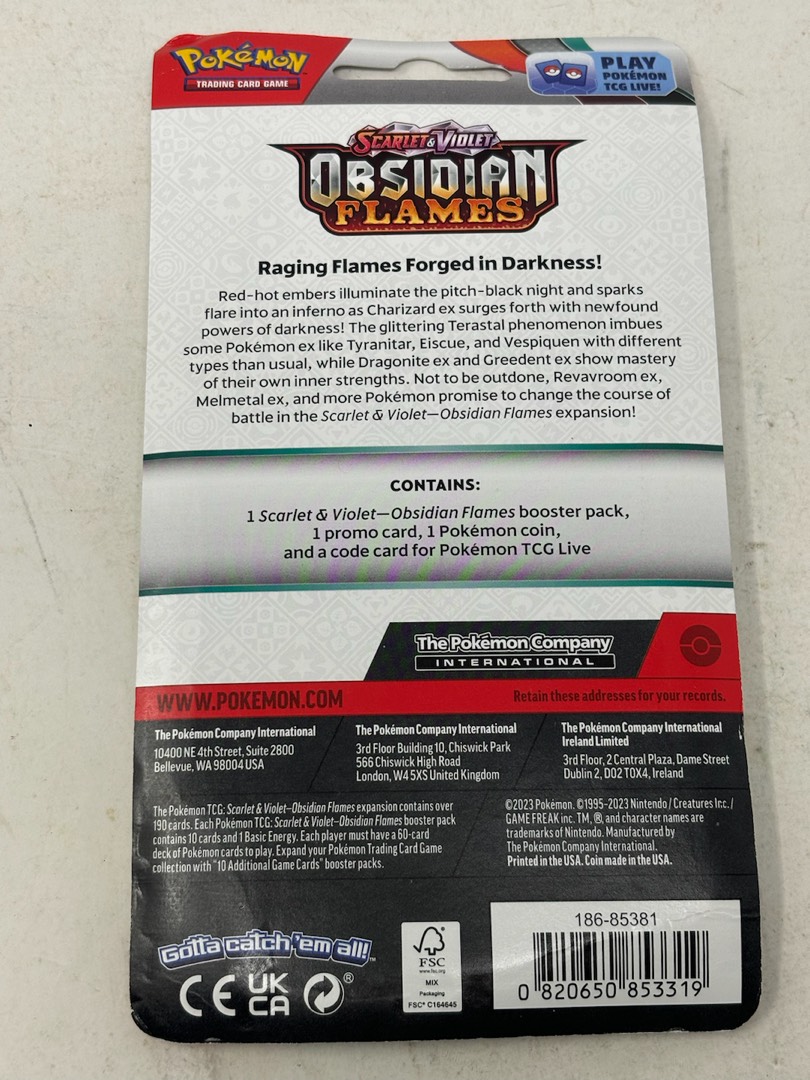 Pokémon
TRADING CARD GAME
PLAY
POKÉMON
TCG LIVE!
SCARLET & VIOLET
OBSIDIAN
FLAMES
Raging Flames Forged in Darkness!
Red-hot embers illuminate the pitch-black night and sparks
flare into an inferno as Charizard ex surges forth with newfound
powers of darkness! The glittering Terastal phenomenon imbues
some Pokémon ex like Tyranitar, Eiscue, and Vespiquen with different
types than usual, while Dragonite ex and Greedent ex show mastery
of their own inner strengths. Not to be outdone, Revavroom ex,
Melmetal ex, and more Pokémon promise to change the course of
battle in the Scarlet & Violet—Obsidian Flames expansion!
CONTAINS:
1 Scarlet & Violet—Obsidian Flames booster pack,
1 promo card, 1 Pokémon coin,
and a code card for Pokémon TCG Live
The Pokémon Company
INTERNATIONAL
WWW.POKEMON.COM
Retain these addresses for your records.
The Pokémon Company International
10400 NE 4th Street, Suite 2800
Bellevue, WA 98004 USA
The Pokémon Company International
3rd Floor Building 10, Chiswick Park
566 Chiswick High Road
London, W4 5XS United Kingdom
The Pokémon Company International
Ireland Limited
3rd Floor, 2 Central Plaza, Dame Street
Dublin 2, D02 T0X4, Ireland
The Pokémon TCG: Scarlet & Violet–Obsidian Flames expansion contains over
190 cards. Each Pokémon TCG: Scarlet & Violet–Obsidian Flames booster pack
contains 10 cards and 1 Basic Energy. Each player must have a 60-card
deck of Pokémon cards to play. Expand your Pokémon Trading Card Game
collection with "10 Additional Game Cards" booster packs.
©2023 Pokémon. ©1995-2023 Nintendo / Creatures Inc. /
GAME FREAK inc. TM, ®, and character names are
trademarks of Nintendo. Manufactured by
The Pokémon Company International.
Printed in the USA. Coin made in the USA.
Gotta catch 'em all!™
CE
UK
CA
®
FSC
www.fsc.org
MIX
Packaging
FSC® C164645
186-85381
0 820650 853319